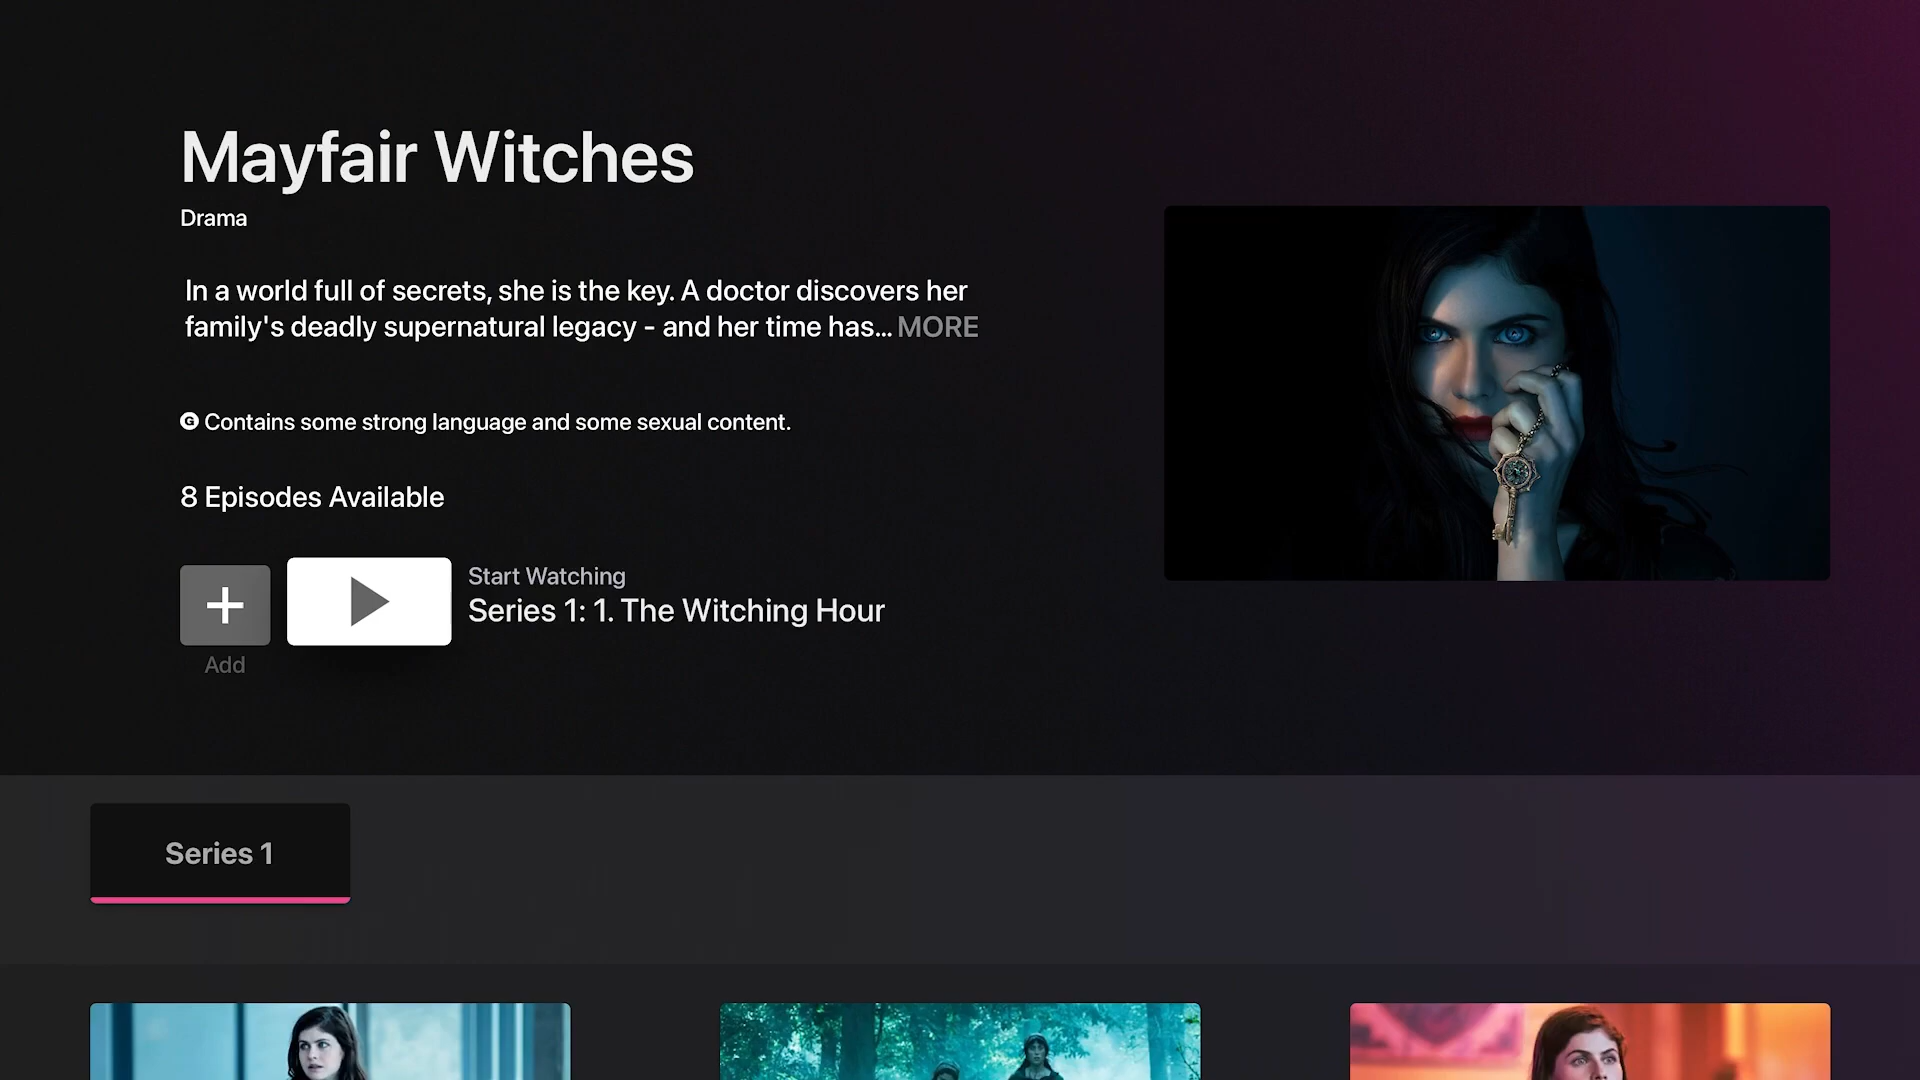 Mayfair Witches
Drama
In a world full of secrets, she is the key. A doctor discovers her
family's deadly supernatural legacy - and her time has... MORE
G Contains some strong language and some sexual content.
8 Episodes Available
Start Watching
Series 1: 1. The Witching Hour
Add
Series 1